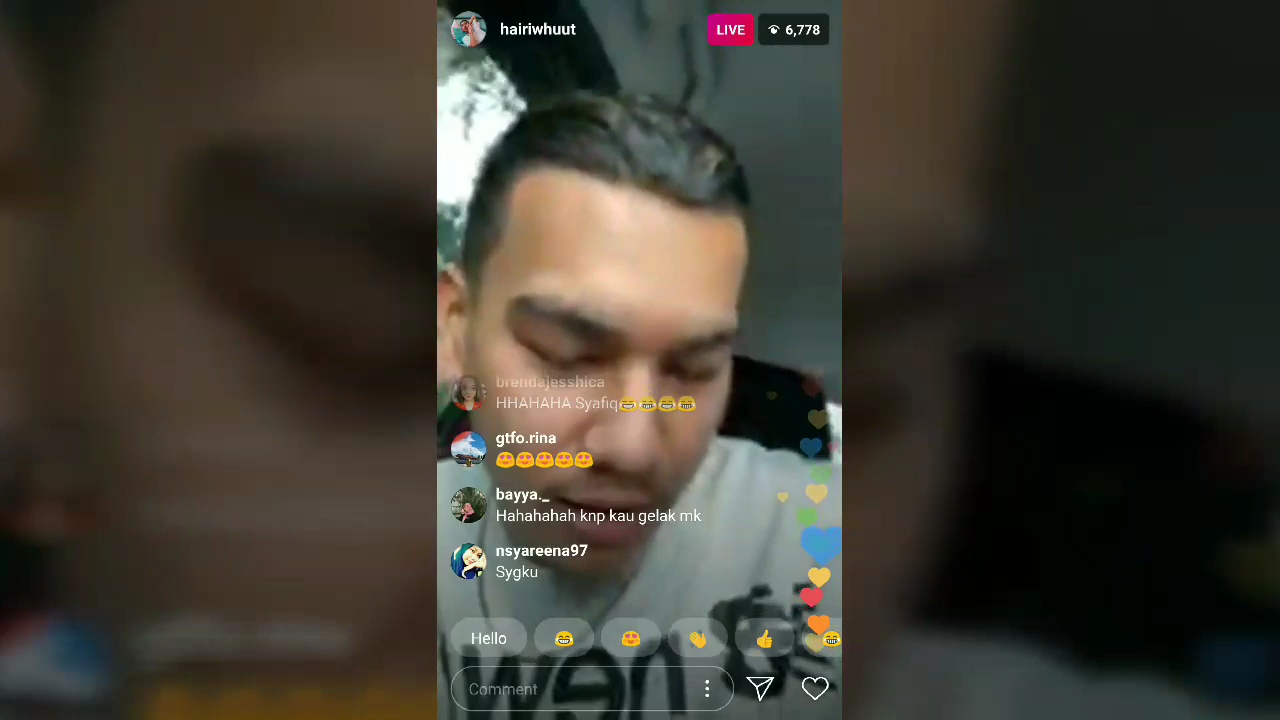 hairiwhuut
LIVE
6,778
brendajesshica
HHAHAHA Syafiq😂😂😂😂
gtfo.rina
😍😍😍😍😍
bayya._
Hahahahah knp kau gelak mk
nsyareena97
Sygku
Hello 😂 😍 👏 👍 😂
Comment